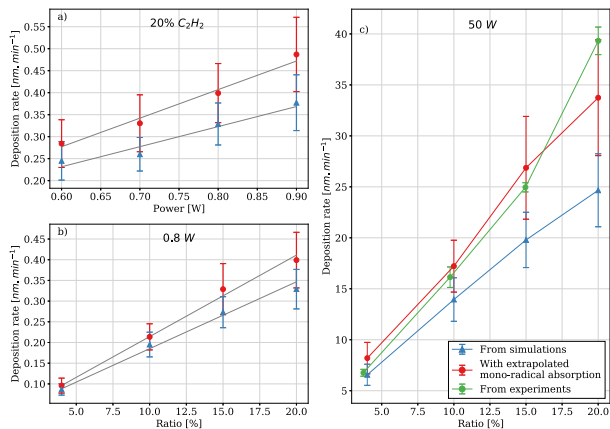 a)
20% C₂H₂
Deposition rate [nm.min⁻¹]
0.55
0.50
0.45
0.40
0.35
0.30
0.25
0.20
0.60 0.65 0.70 0.75 0.80 0.85 0.90
Power [W]
b)
0.8 W
Deposition rate [nm.min⁻¹]
0.45
0.40
0.35
0.30
0.25
0.20
0.15
0.10
5.0 7.5 10.0 12.5 15.0 17.5 20.0
Ratio [%]
c)
50 W
Deposition rate [nm.min⁻¹]
40
35
30
25
20
15
10
5
5.0 7.5 10.0 12.5 15.0 17.5 20.0
Ratio [%]
From simulations
With extrapolated
mono-radical absorption
From experiments